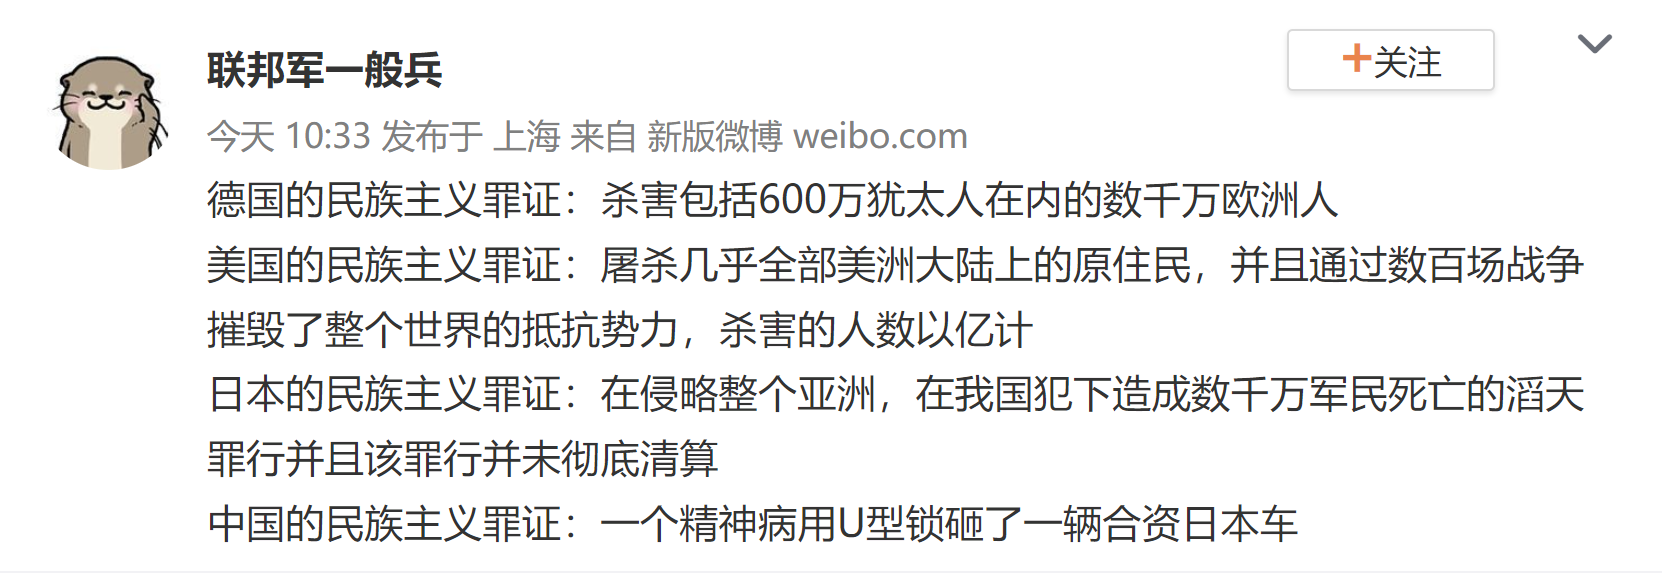 联邦军一般兵
+关注
今天 10:33 发布于 上海 来自 新版微博 weibo.com
德国的民族主义罪证：杀害包括600万犹太人在内的数千万欧洲人
美国的民族主义罪证：屠杀几乎全部美洲大陆上的原住民，并且通过数百场战争
摧毁了整个世界的抵抗势力，杀害的人数以亿计
日本的民族主义罪证：在侵略整个亚洲，在我国犯下造成数千万军民死亡的滔天
罪行并且该罪行并未彻底清算
中国的民族主义罪证：一个精神病用U型锁砸了一辆合资日本车